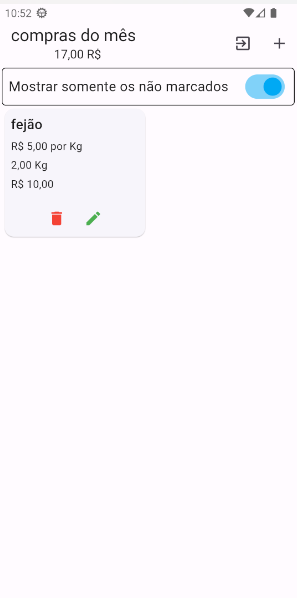 10:52
compras do mês
17,00 R$
Mostrar somente os não marcados
fejão
R$ 5,00 por Kg
2,00 Kg
R$ 10,00